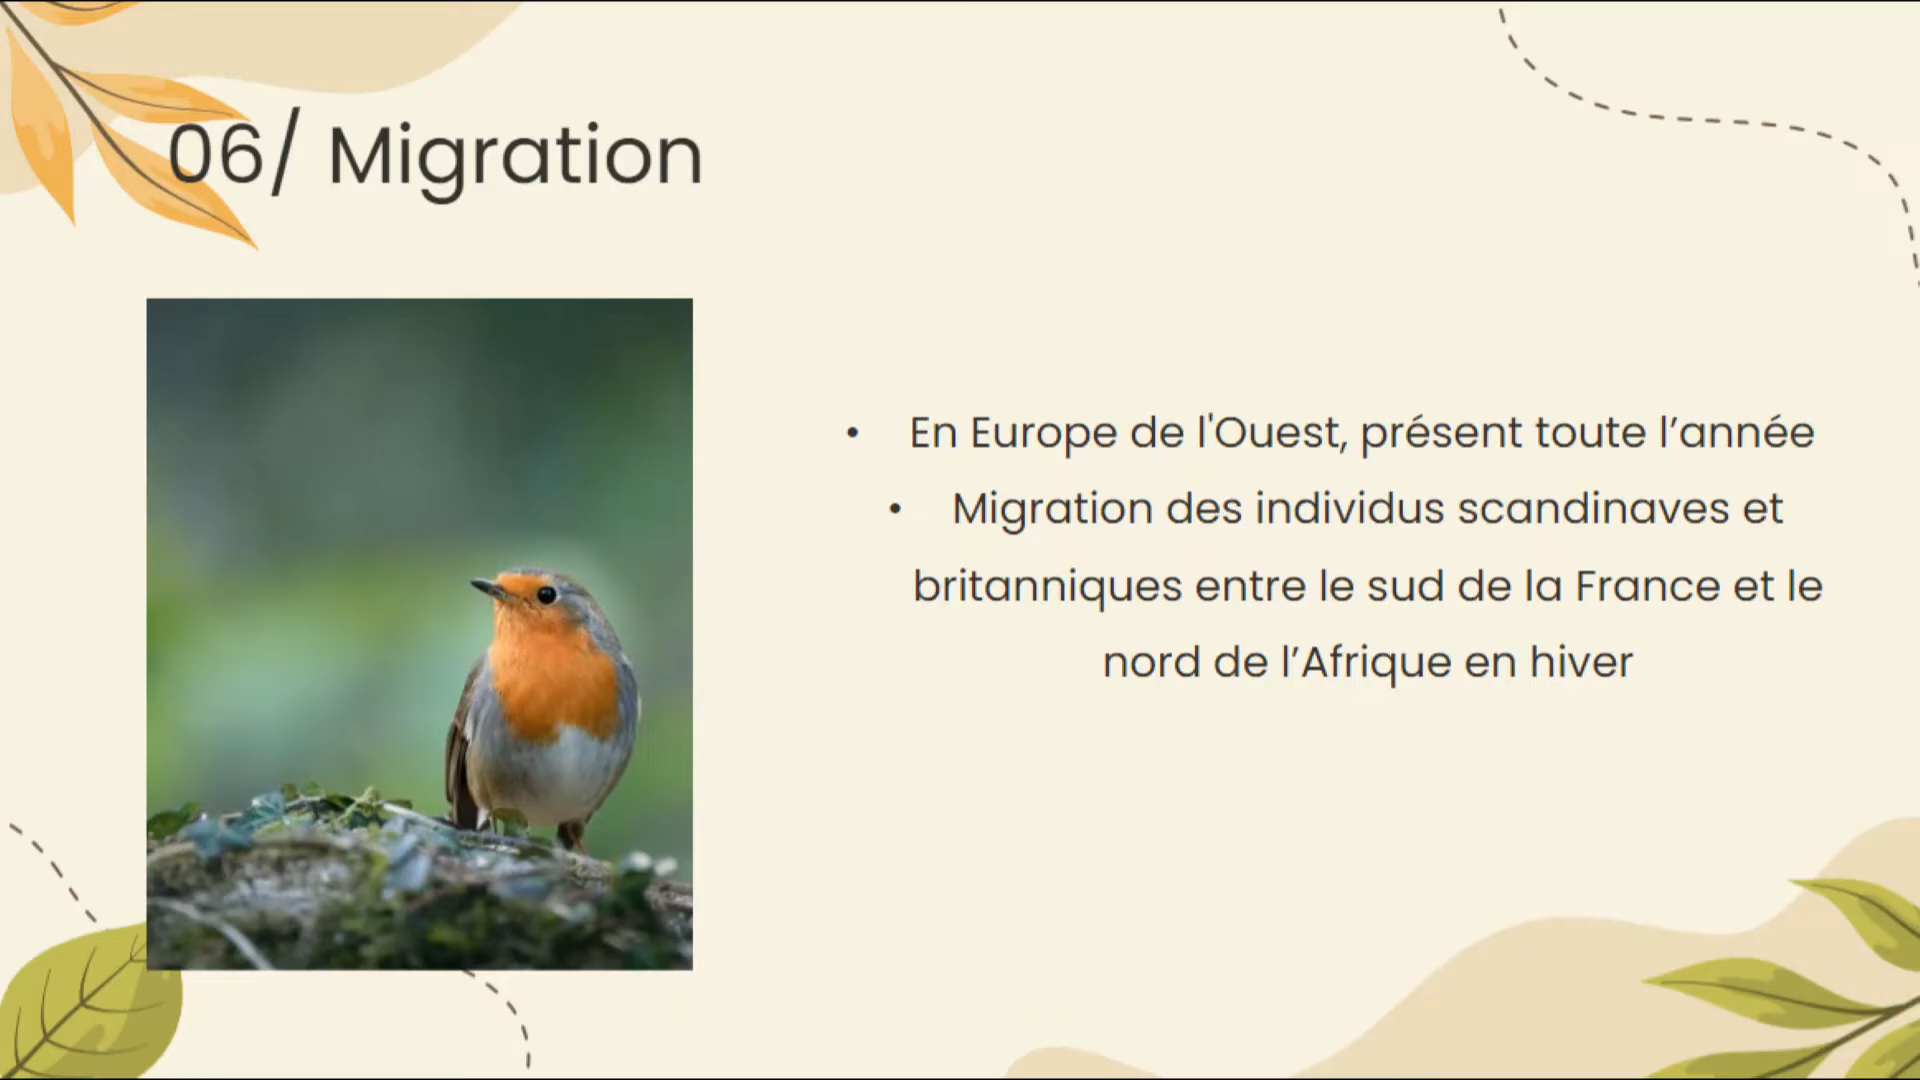 06/ Migration
• En Europe de l'Ouest, présent toute l’année
• Migration des individus scandinaves et
britanniques entre le sud de la France et le
nord de l’Afrique en hiver